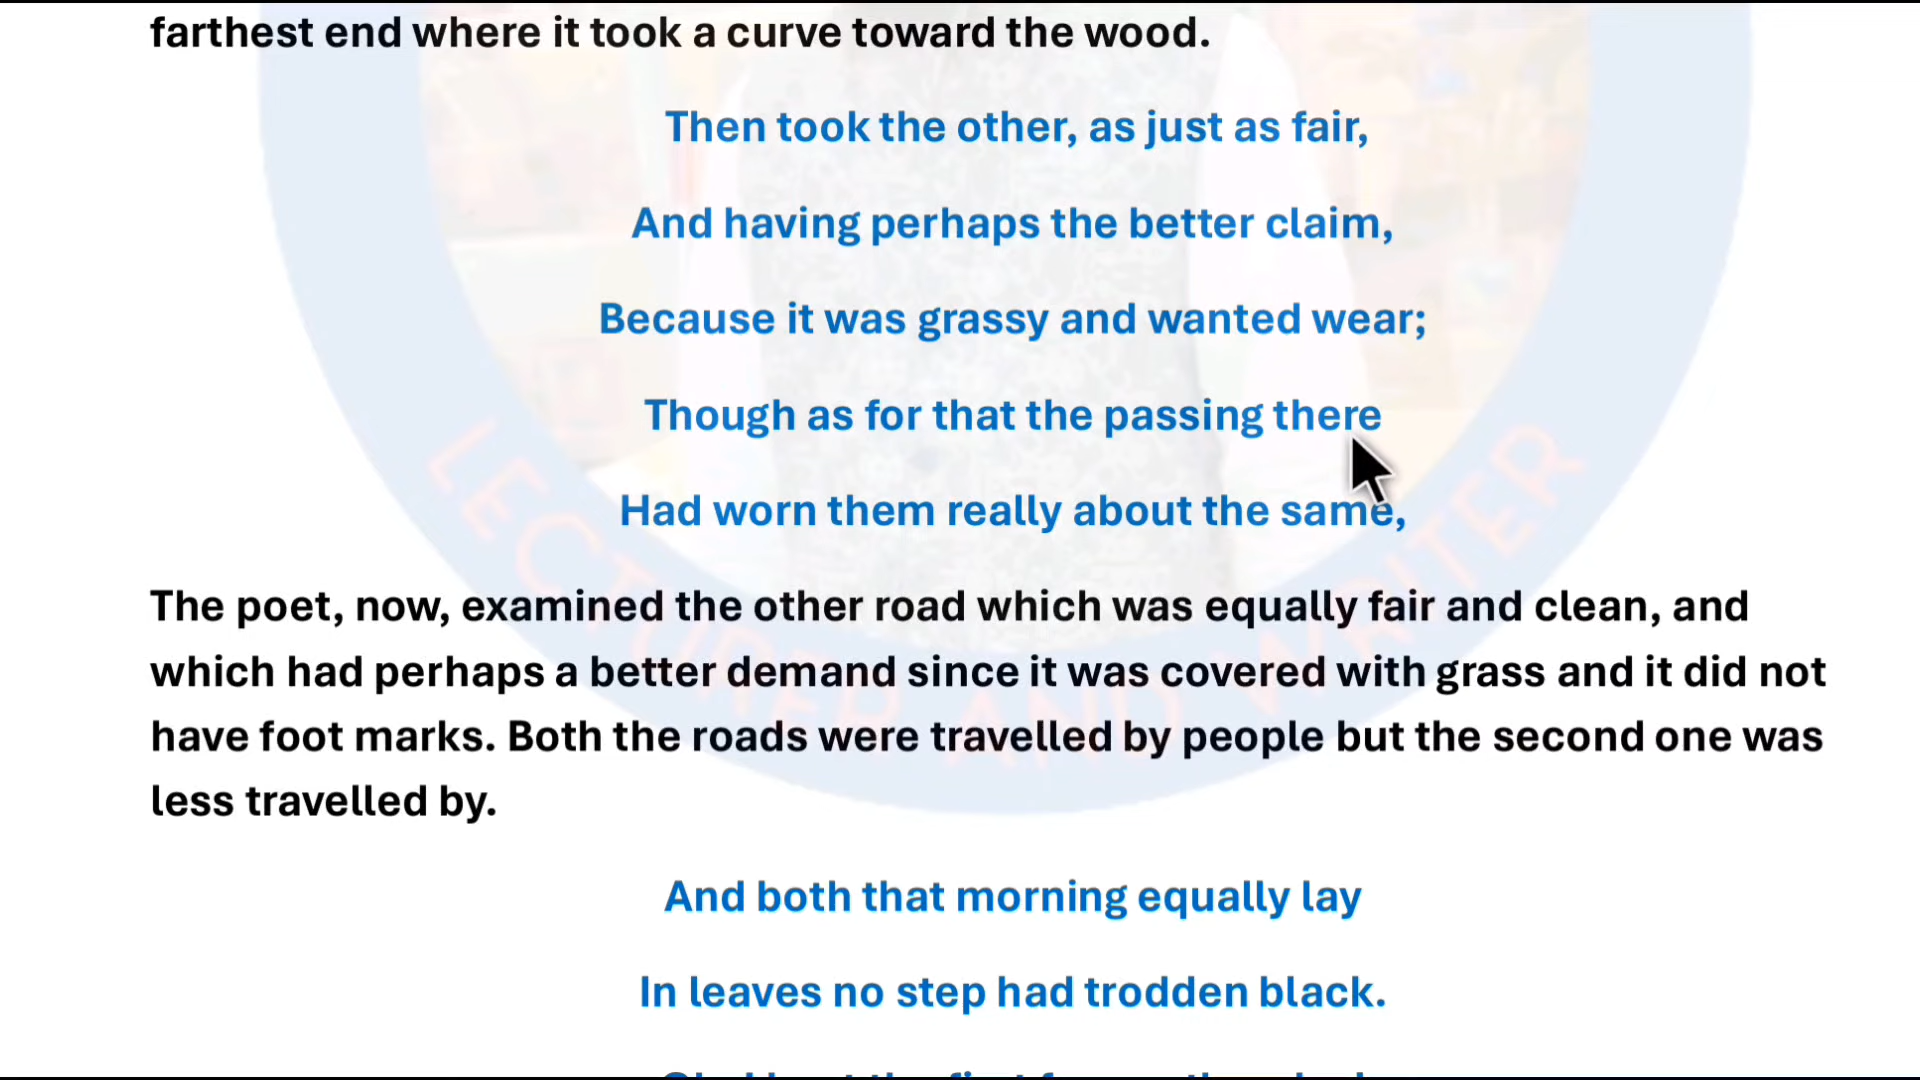 farthest end where it took a curve toward the wood.
Then took the other, as just as fair,
And having perhaps the better claim,
Because it was grassy and wanted wear;
Though as for that the passing there
Had worn them really about the same,
The poet, now, examined the other road which was equally fair and clean, and
which had perhaps a better demand since it was covered with grass and it did not
have foot marks. Both the roads were travelled by people but the second one was
less travelled by.
And both that morning equally lay
In leaves no step had trodden black.
LECTURER AND WRITER